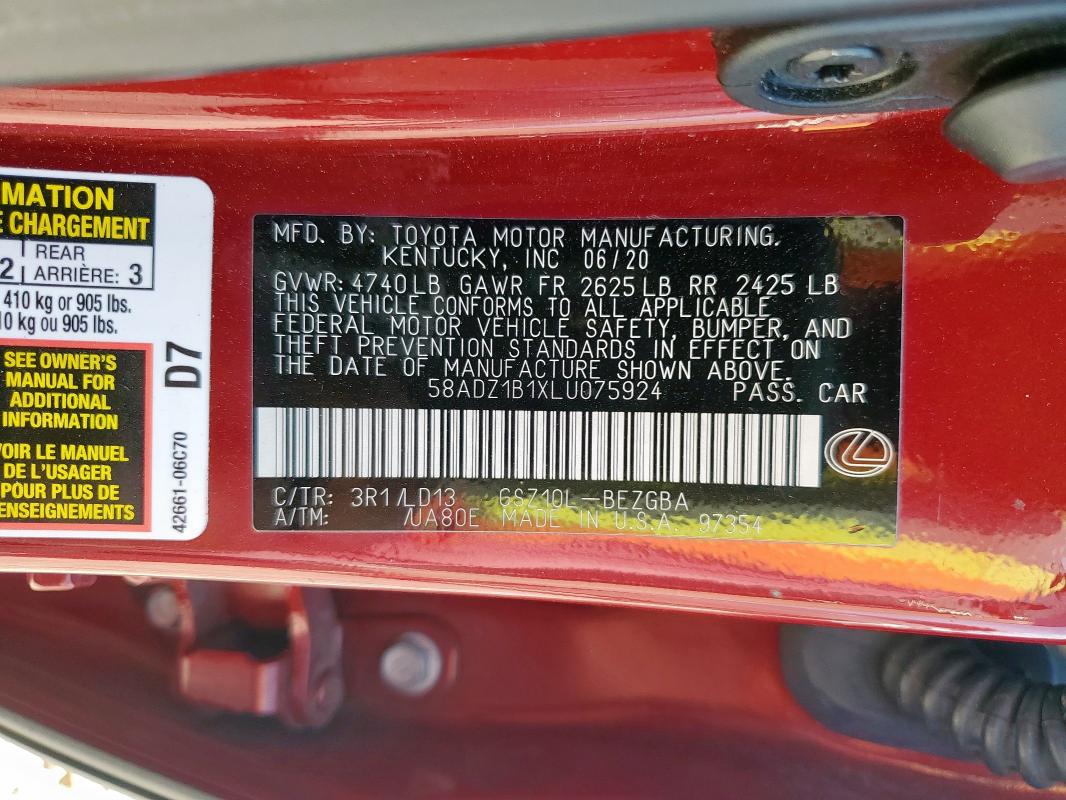 MATION
E CHARGEMENT
2 REAR
ARRIÈRE: 3
410 kg or 905 lbs.
10 kg ou 905 lbs.
SEE OWNER'S
MANUAL FOR
ADDITIONAL
INFORMATION
VOIR LE MANUEL
DE L'USAGER
POUR PLUS DE
RENSEIGNEMENTS
D7
42661-06C70
MFD. BY: TOYOTA MOTOR MANUFACTURING,
KENTUCKY, INC 06/20
GVWR: 4740LB GAWR FR 2625LB RR 2425 LB
THIS VEHICLE CONFORMS TO ALL APPLICABLE
FEDERAL MOTOR VEHICLE SAFETY, BUMPER, AND
THEFT PREVENTION STANDARDS IN EFFECT ON
THE DATE OF MANUFACTURE SHOWN ABOVE.
58ADZ1B1XLU075924 PASS. CAR
C/TR: 3R1/LD13 GSZ10L-BEZGBA
A/TM: /UA80E MADE IN U.S.A. 97354